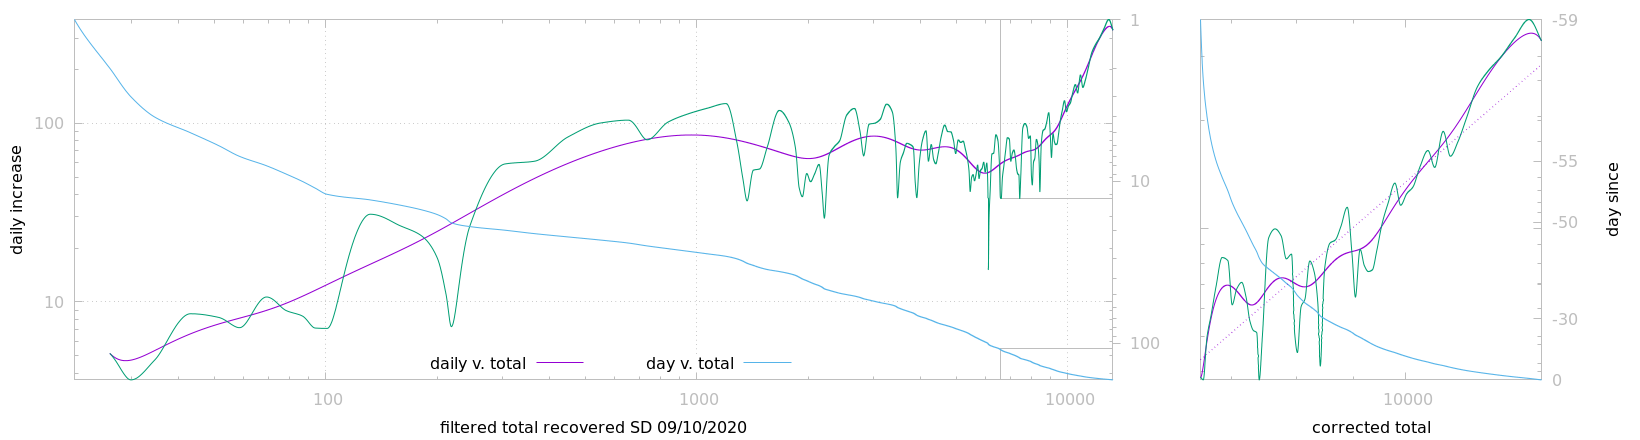 daily increase
100
10
daily v. total
day v. total
100
1000
10000
filtered total recovered SD 09/10/2020
1
10
100
10000
corrected total
-59
-55
-50
-30
0
day since